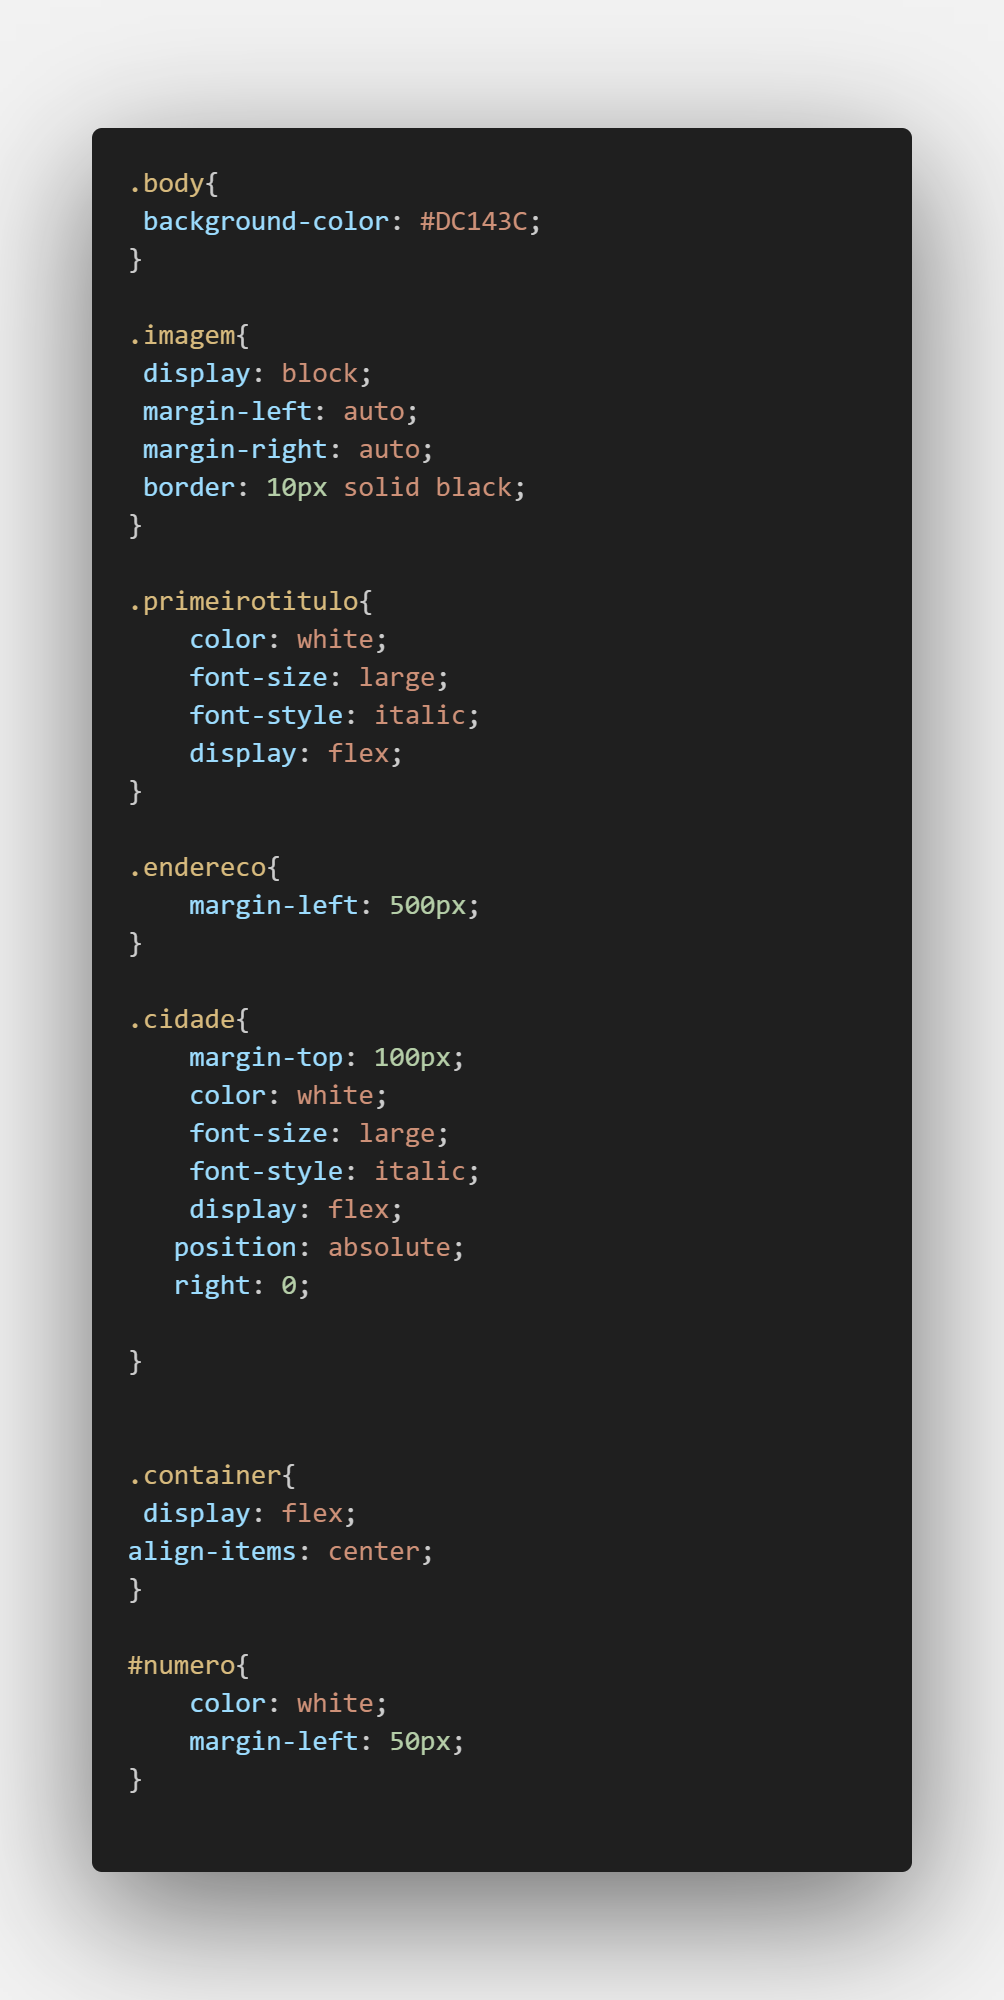 .body{
 background-color: #DC143C;
}

.imagem{
 display: block;
 margin-left: auto;
 margin-right: auto;
 border: 10px solid black;
}

.primeirotitulo{
    color: white;
    font-size: large;
    font-style: italic;
    display: flex;
}

.endereco{
    margin-left: 500px;
}

.cidade{
    margin-top: 100px;
    color: white;
    font-size: large;
    font-style: italic;
    display: flex;
   position: absolute;
   right: 0;

}


.container{
 display: flex;
align-items: center;
}

#numero{
    color: white;
    margin-left: 50px;
}